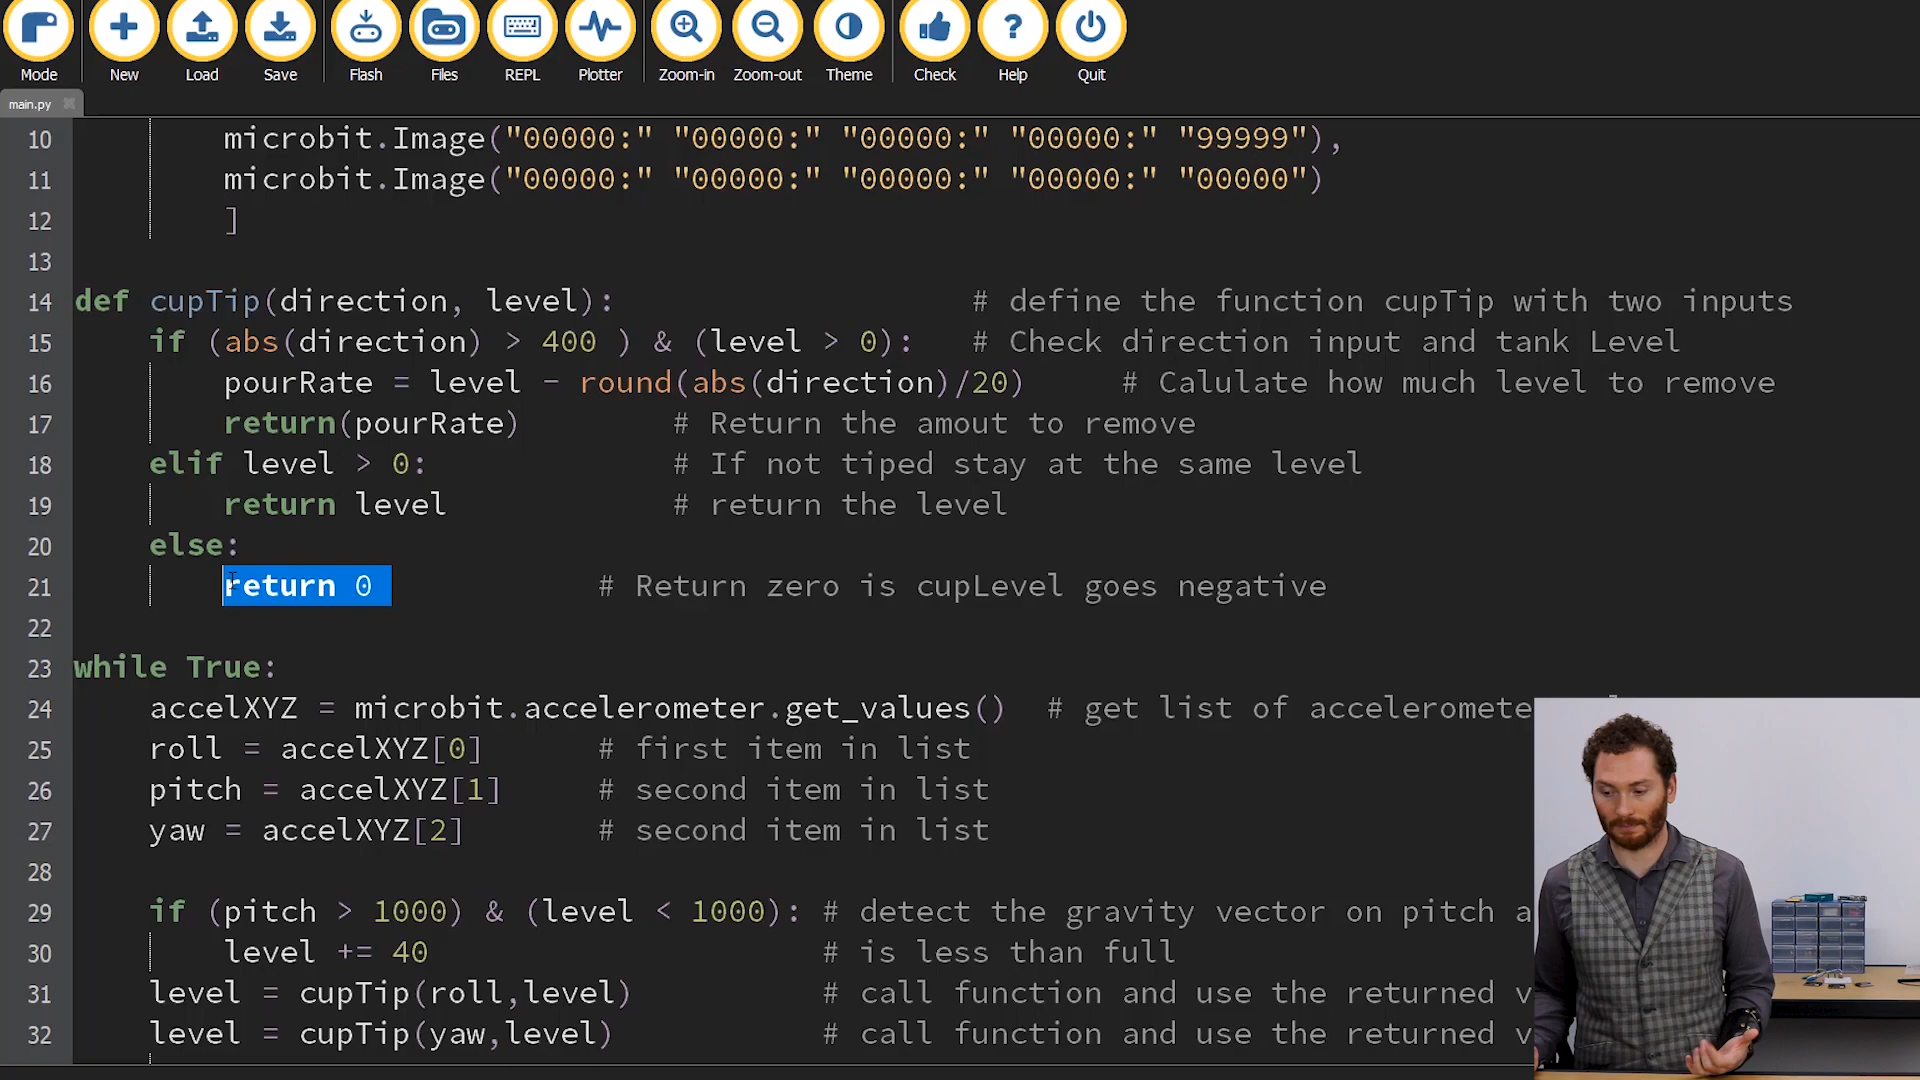 Mode New Load Save Flash Files REPL Plotter Zoom-in Zoom-out Theme Check Help Quit
main.py
10 microbit.Image("00000:" "00000:" "00000:" "00000:" "99999"),
11 microbit.Image("00000:" "00000:" "00000:" "00000:" "00000")
12 ]
13
14 def cupTip(direction, level): # define the function cupTip with two inputs
15 if (abs(direction) > 400 ) & (level > 0): # Check direction input and tank Level
16 pourRate = level - round(abs(direction)/20) # Calulate how much level to remove
17 return(pourRate) # Return the amout to remove
18 elif level > 0: # If not tiped stay at the same level
19 return level # return the level
20 else:
21 return 0 # Return zero is cupLevel goes negative
22
23 while True:
24 accelXYZ = microbit.accelerometer.get_values() # get list of acceleromete
25 roll = accelXYZ[0] # first item in list
26 pitch = accelXYZ[1] # second item in list
27 yaw = accelXYZ[2] # second item in list
28
29 if (pitch > 1000) & (level < 1000): # detect the gravity vector on pitch a
30 level += 40 # is less than full
31 level = cupTip(roll,level) # call function and use the returned v
32 level = cupTip(yaw,level) # call function and use the returned v